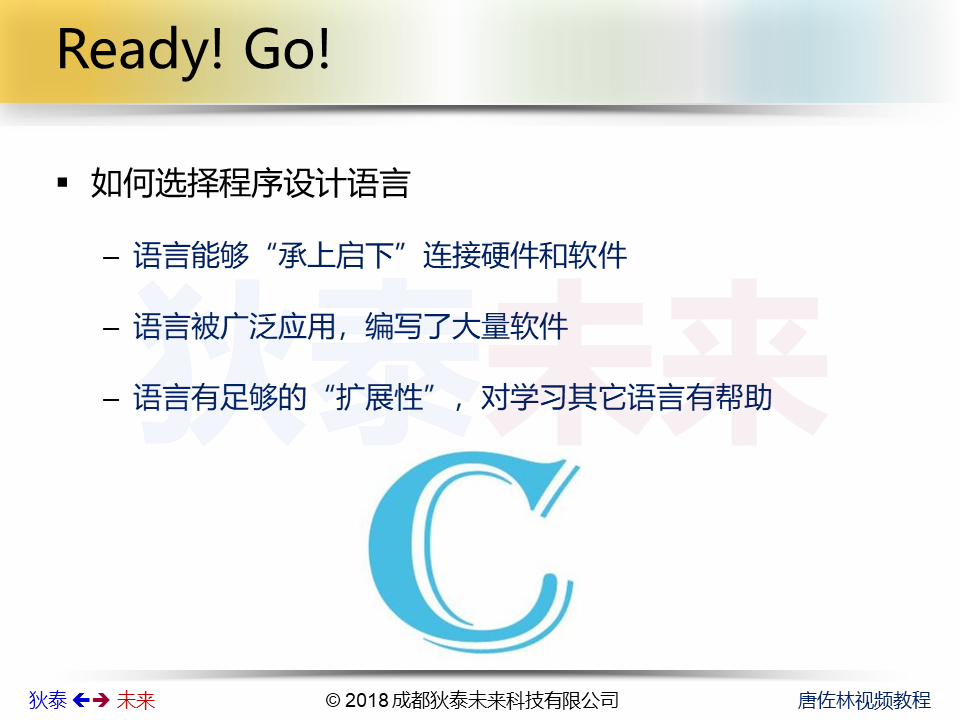 Ready! Go!
▪ 如何选择程序设计语言
– 语言能够“承上启下”连接硬件和软件
– 语言被广泛应用，编写了大量软件
– 语言有足够的“扩展性”，对学习其它语言有帮助
狄泰未来
C
狄泰 ←→ 未来
© 2018 成都狄泰未来科技有限公司
唐佐林视频教程